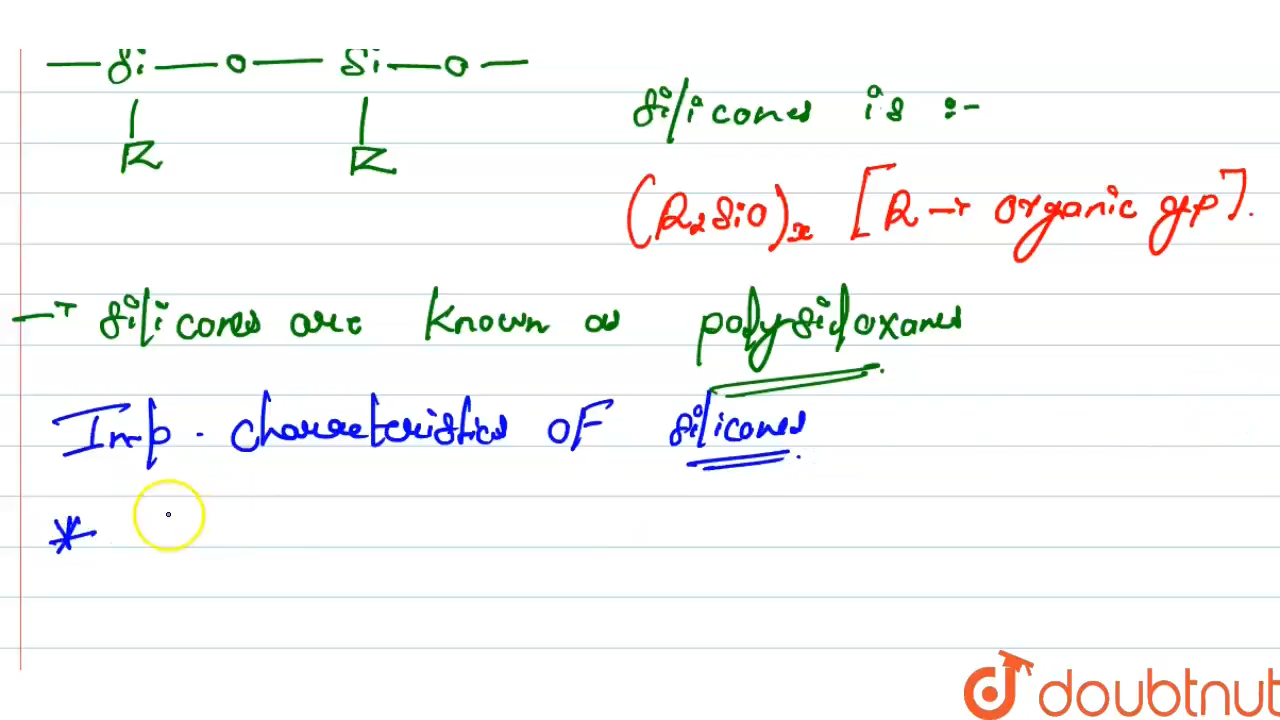 — Si — O — Si — O —
R R
silicones is :-
(R₂SiO)ₓ [R → organic grp].
→ silicones are known as polysiloxanes
Imp. characteristics of silicones
*
doubtnut